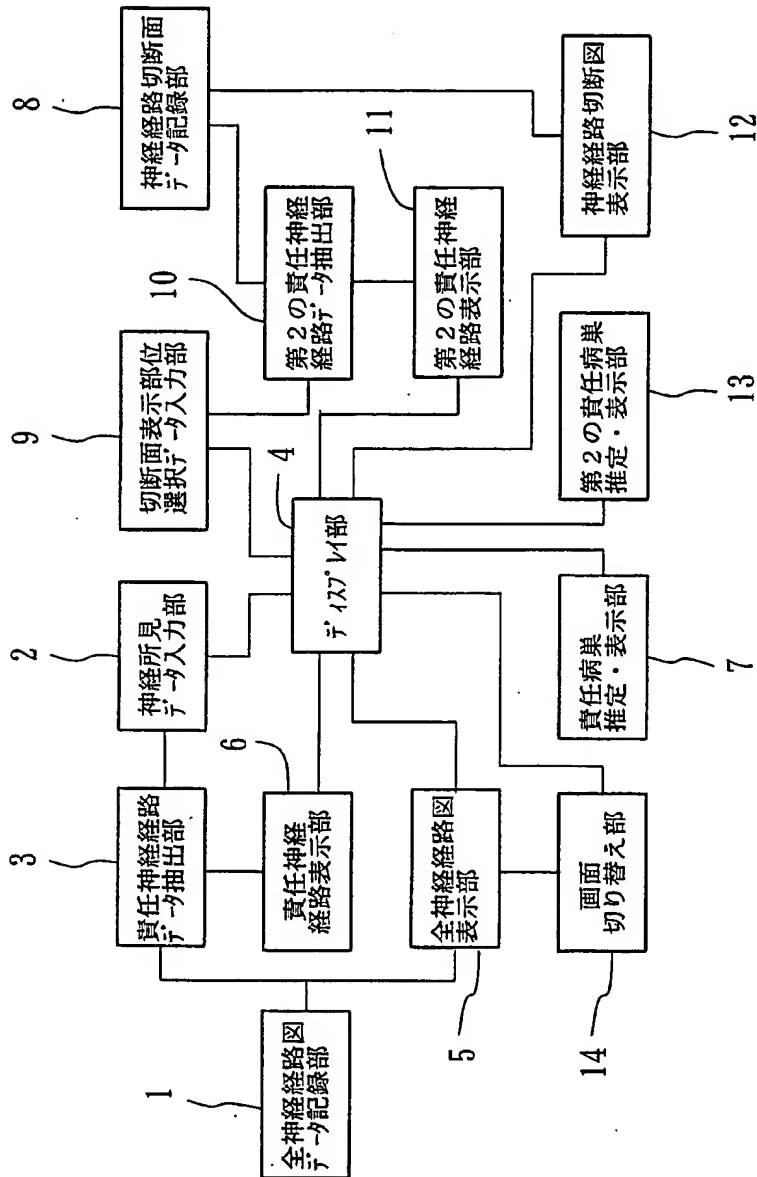 1
全神経経路図
データ記録部
3
責任神経経路
データ抽出部
2
神経所見
データ入力部
6
責任神経
経路表示部
5
全神経経路図
表示部
14
画面
切り替え部
4
ディスプレイ部
9
切断面表示部位
選択データ入力部
8
神経経路切断面
データ記録部
10
第2の責任神経
経路データ抽出部
11
第2の責任神経
経路表示部
12
神経経路切断図
表示部
13
第2の責任病巣
推定・表示部
7
責任病巣
推定・表示部